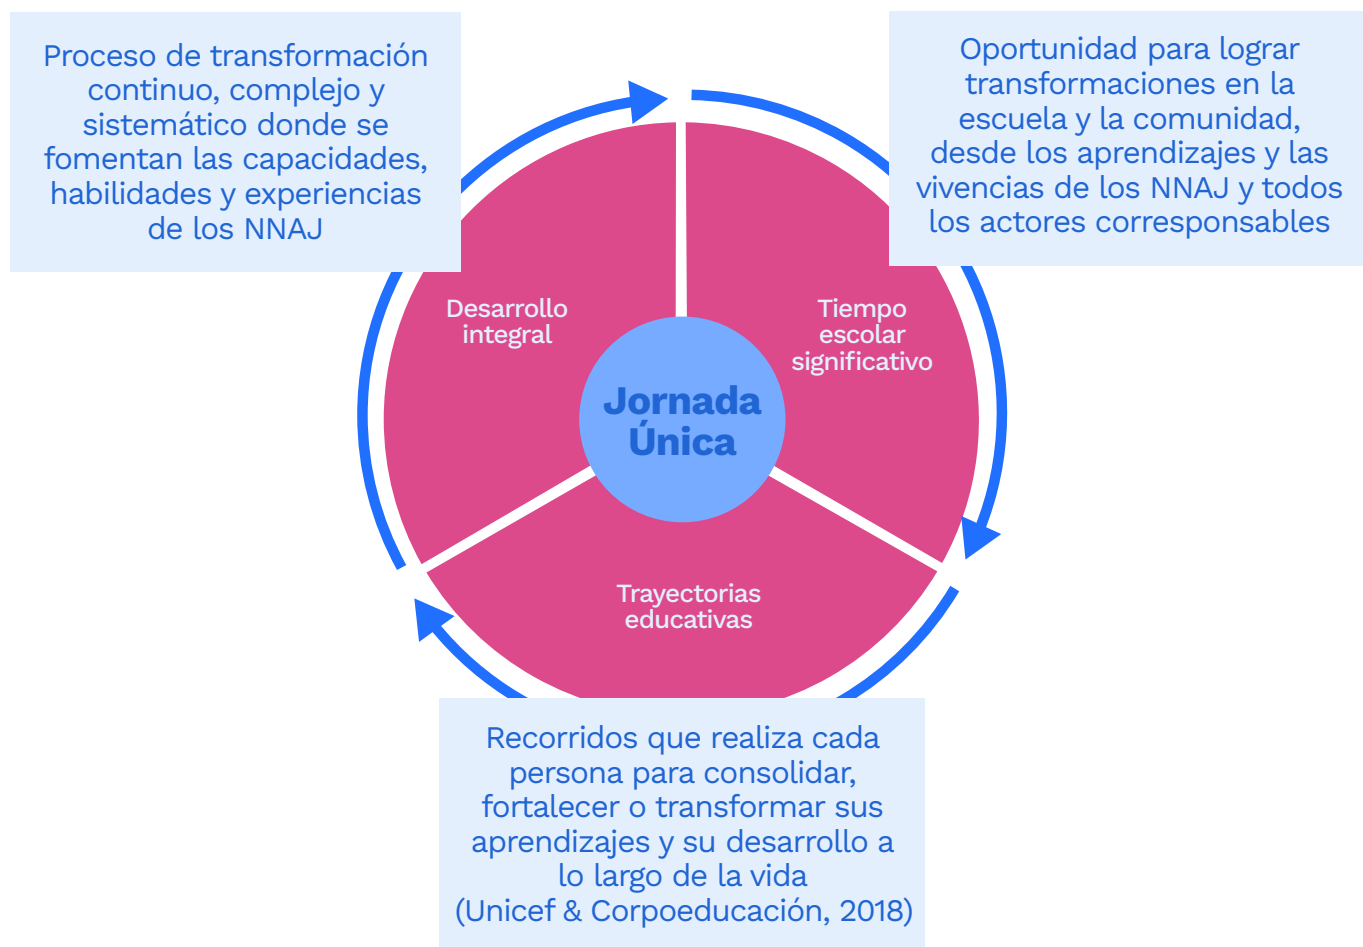 Proceso de transformación
continuo, complejo y
sistemático donde se
fomentan las capacidades,
habilidades y experiencias
de los NNAJ
Oportunidad para lograr
transformaciones en la
escuela y la comunidad,
desde los aprendizajes y las
vivencias de los NNAJ y todos
los actores corresponsables
Desarrollo
integral
Tiempo
escolar
significativo
Jornada
Única
Trayectorias
educativas
Recorridos que realiza cada
persona para consolidar,
fortalecer o transformar sus
aprendizajes y su desarrollo a
lo largo de la vida
(Unicef & Corpoeducación, 2018)